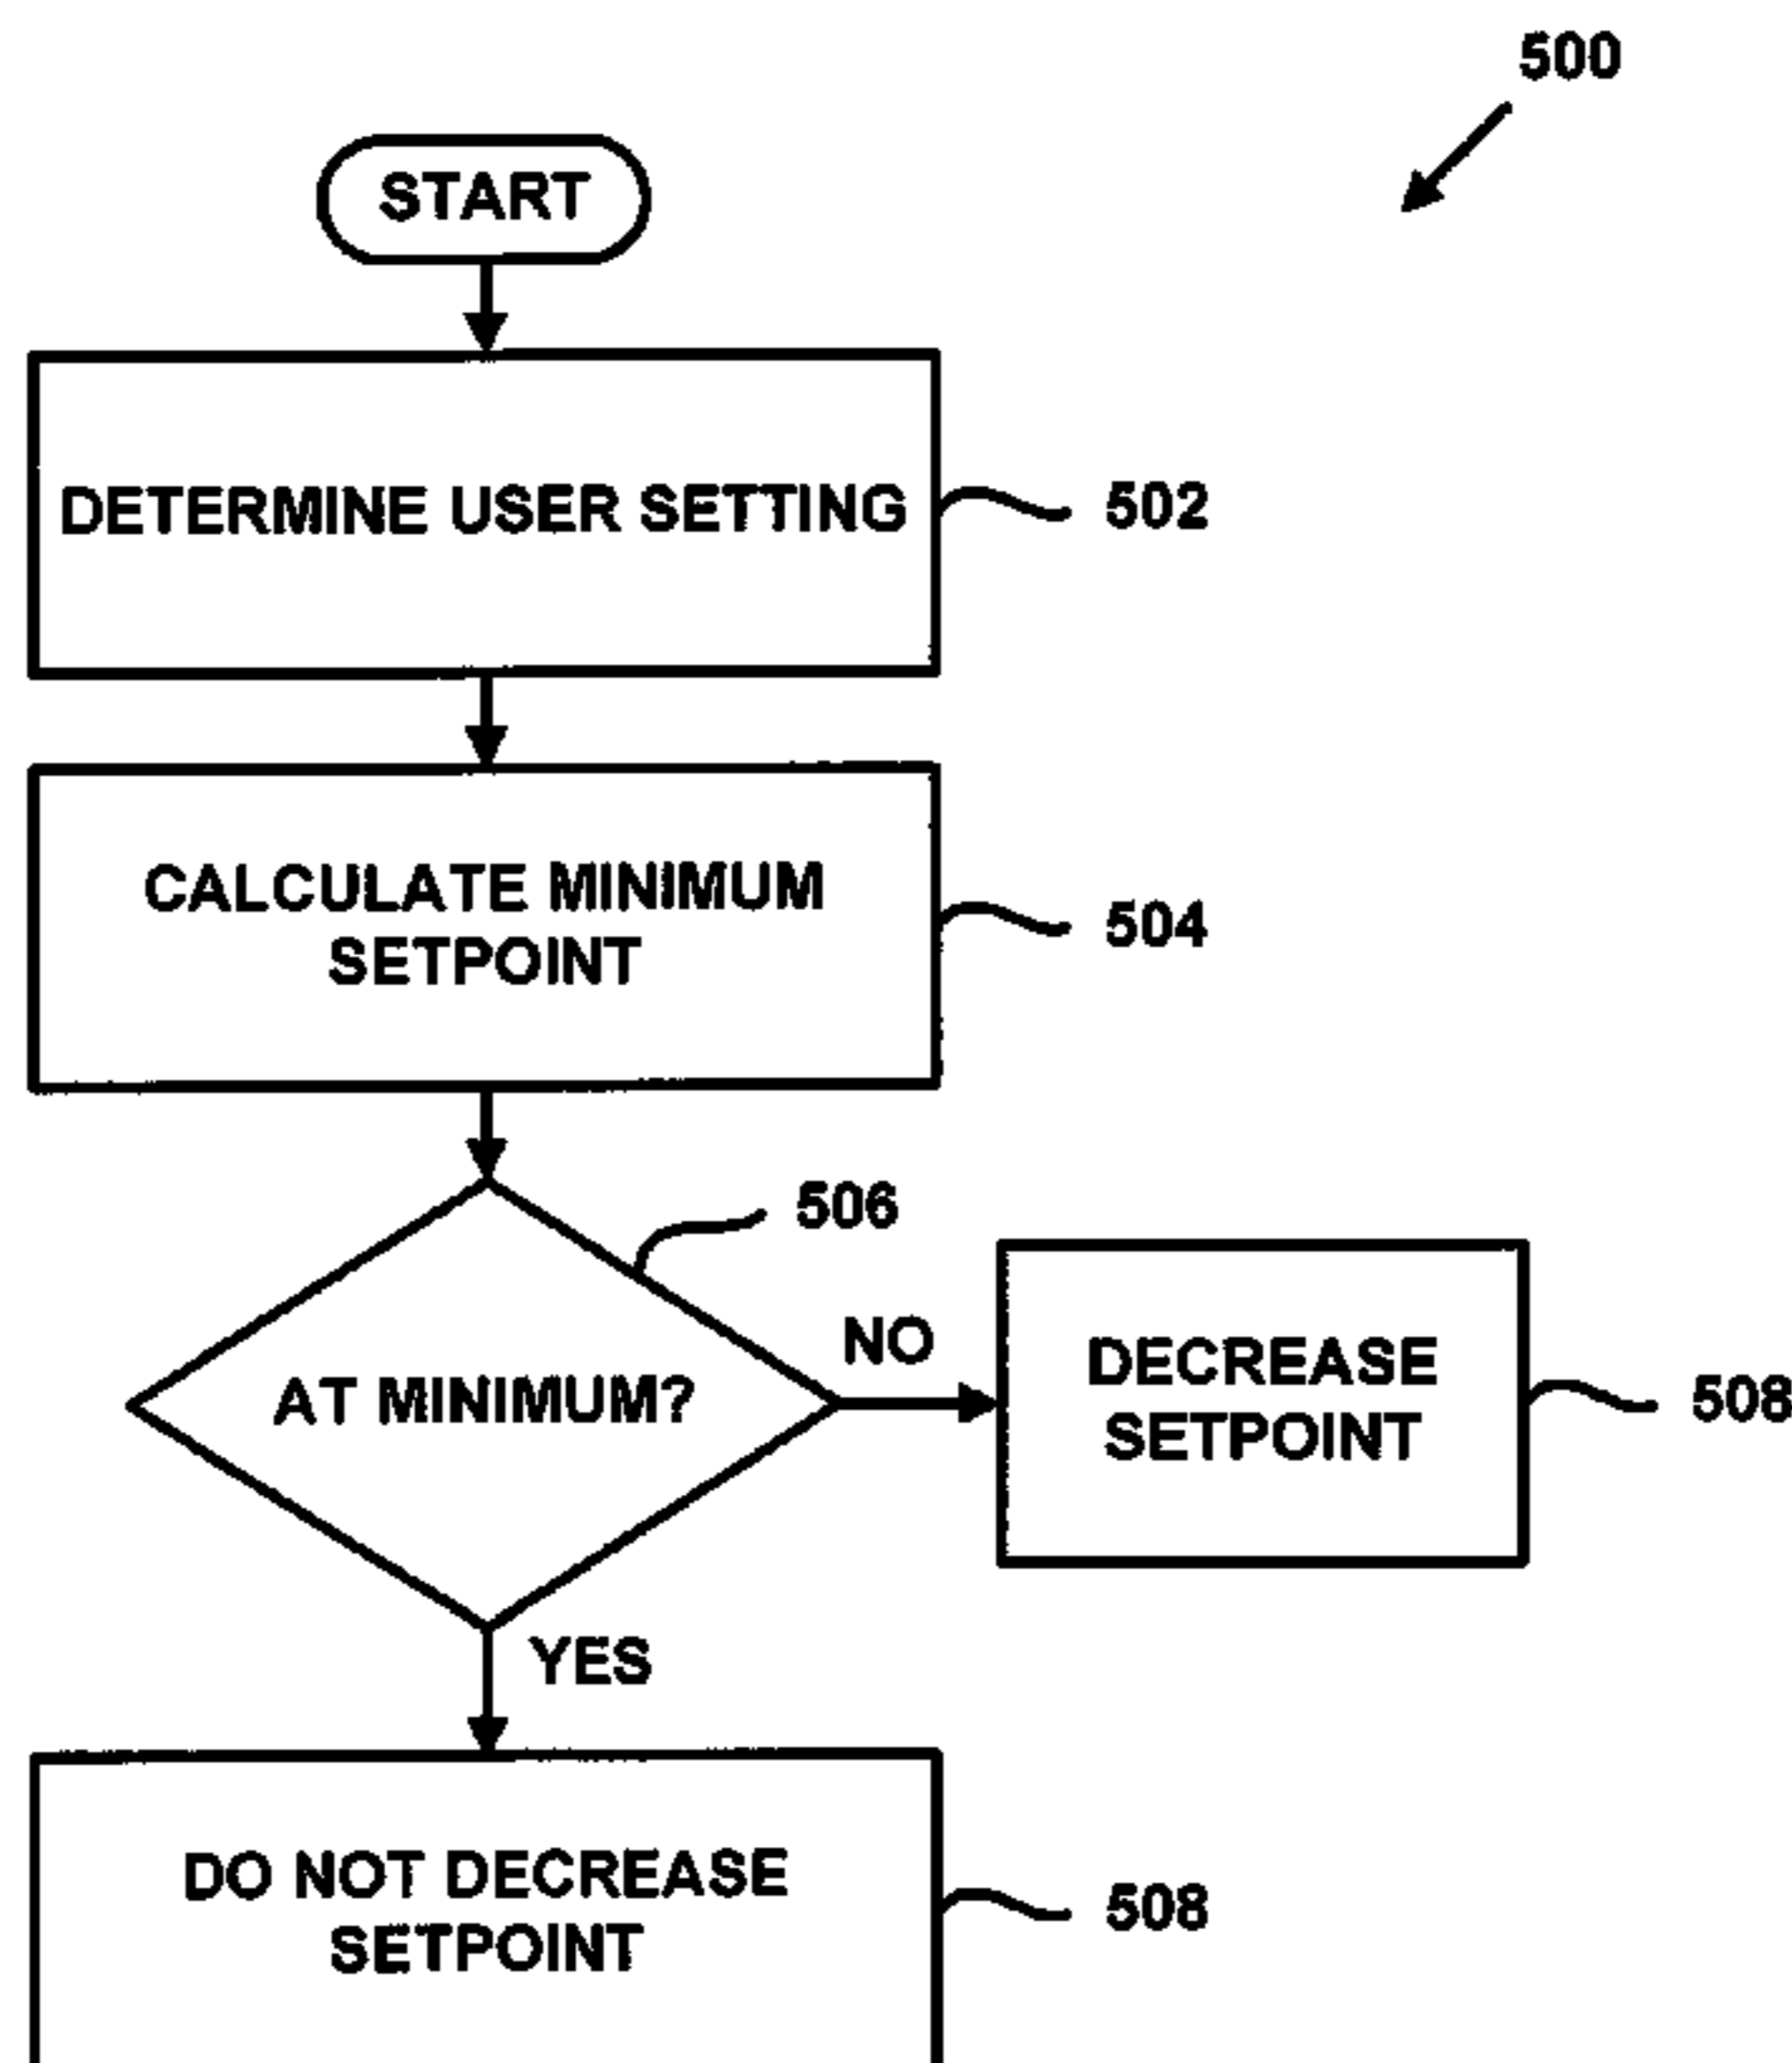 500
START
DETERMINE USER SETTING
502
CALCULATE MINIMUM
SETPOINT
504
506
AT MINIMUM?
NO
DECREASE
SETPOINT
508
YES
DO NOT DECREASE
SETPOINT
508